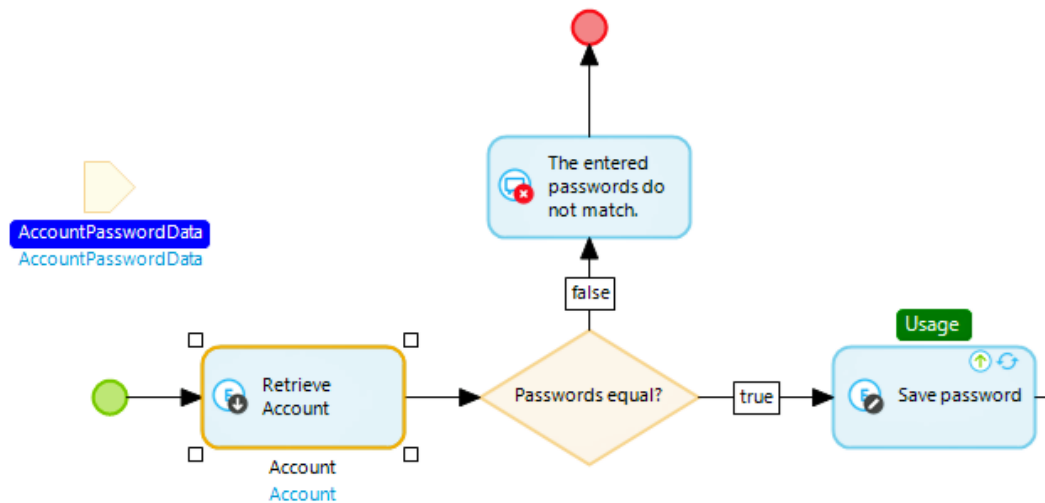 The entered
passwords do
not match.
AccountPasswordData
AccountPasswordData
false
Usage
Retrieve
Account
Passwords equal?
true
Save password
Account
Account